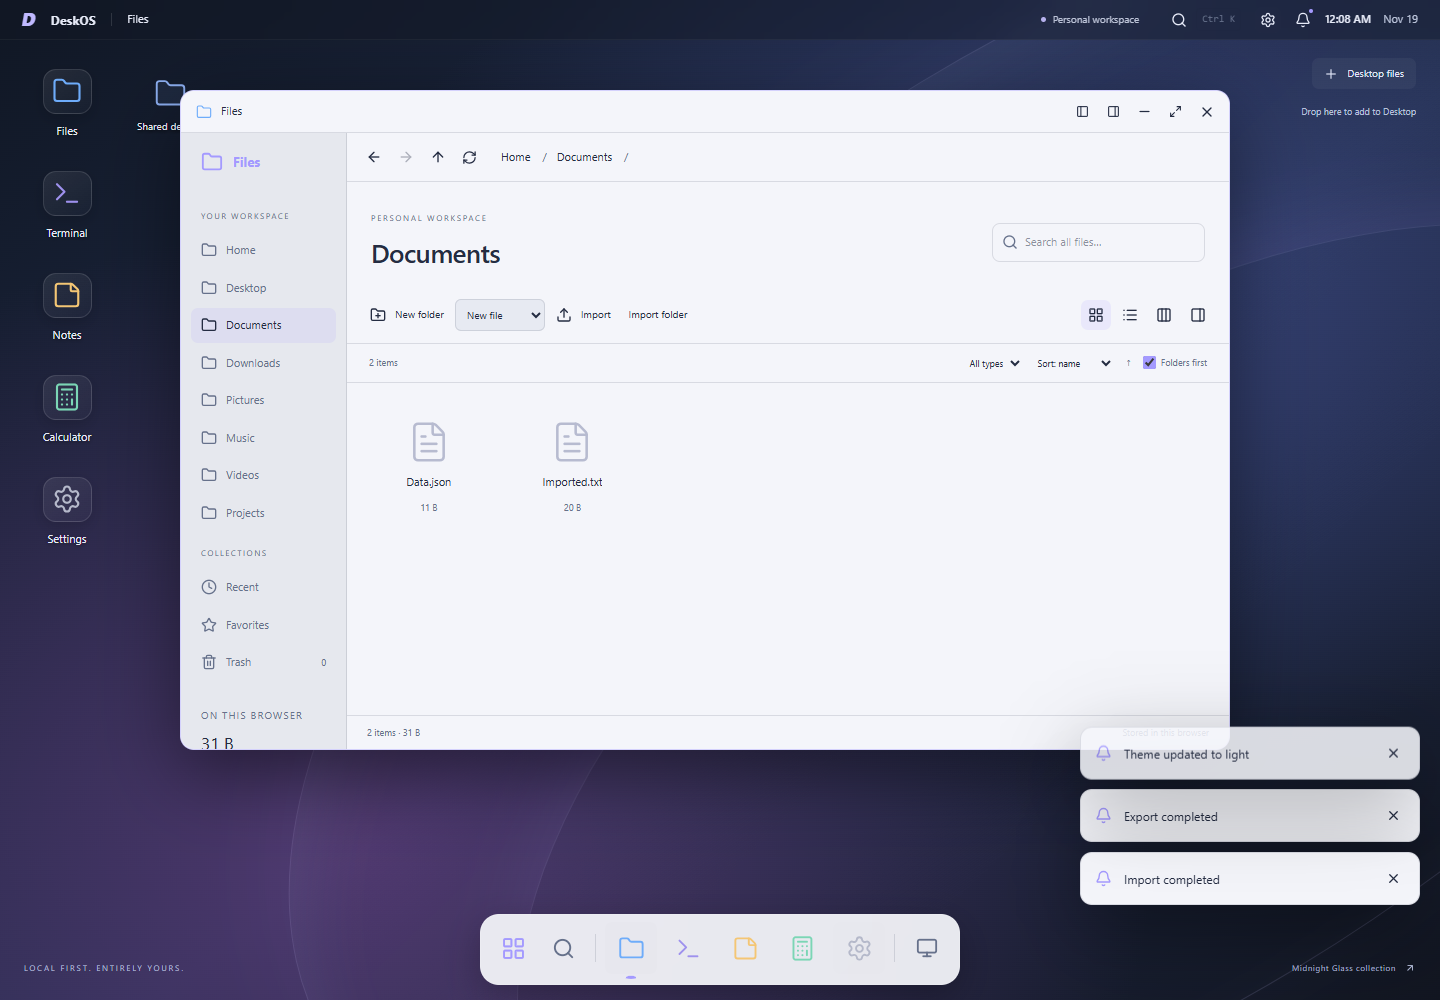 D DeskOS Files
Personal workspace Ctrl K 12:08 AM Nov 19
Files
Shared de
Terminal
Notes
Calculator
Settings
Desktop files
Drop here to add to Desktop
Files
Files
YOUR WORKSPACE
Home
Desktop
Documents
Downloads
Pictures
Music
Videos
Projects
COLLECTIONS
Recent
Favorites
Trash 0
ON THIS BROWSER
31 B
Home / Documents /
PERSONAL WORKSPACE
Documents
Search all files...
New folder New file Import Import folder
2 items All types Sort: name ↑ Folders first
Data.json
11 B
Imported.txt
20 B
2 items · 31 B
Stored in this browser
Theme updated to light
Export completed
Import completed
LOCAL FIRST. ENTIRELY YOURS.
Midnight Glass collection